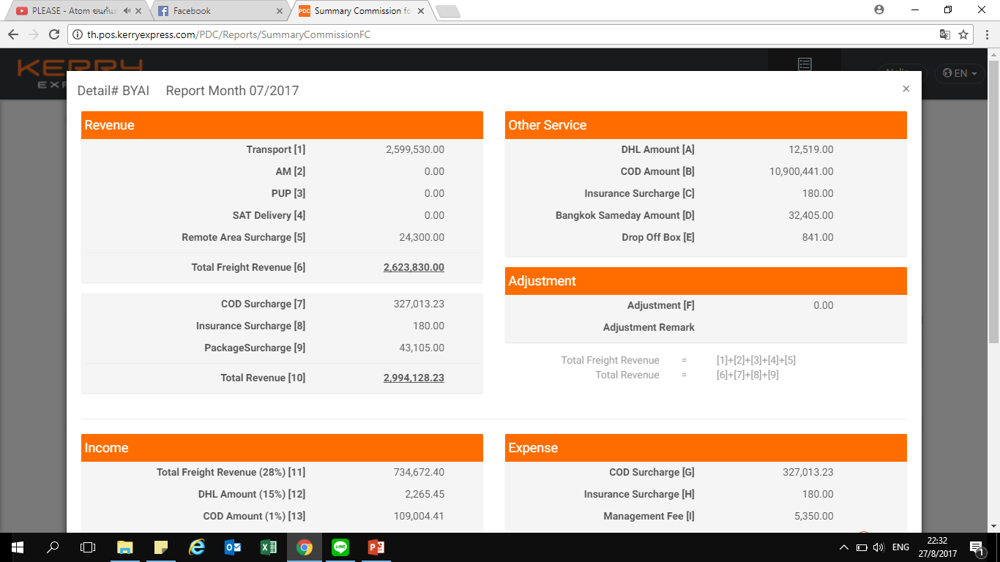 PLEASE - Atom ชนกันต
Facebook
PDC Summary Commission fo
th.pos.kerryexpress.com/PDC/Reports/SummaryCommissionFC
KERRY
EN
Detail# BYAI Report Month 07/2017
Revenue
Transport [1] 2,599,530.00
AM [2] 0.00
PUP [3] 0.00
SAT Delivery [4] 0.00
Remote Area Surcharge [5] 24,300.00
Total Freight Revenue [6] 2,623,830.00
COD Surcharge [7] 327,013.23
Insurance Surcharge [8] 180.00
PackageSurcharge [9] 43,105.00
Total Revenue [10] 2,994,128.23
Other Service
DHL Amount [A] 12,519.00
COD Amount [B] 10,900,441.00
Insurance Surcharge [C] 180.00
Bangkok Sameday Amount [D] 32,405.00
Drop Off Box [E] 841.00
Adjustment
Adjustment [F] 0.00
Adjustment Remark
Total Freight Revenue = [1]+[2]+[3]+[4]+[5]
Total Revenue = [6]+[7]+[8]+[9]
Income
Total Freight Revenue (28%) [11] 734,672.40
DHL Amount (15%) [12] 2,265.45
COD Amount (1%) [13] 109,004.41
Expense
COD Surcharge [G] 327,013.23
Insurance Surcharge [H] 180.00
Management Fee [I] 5,350.00
ENG
22:32
27/8/2017
1